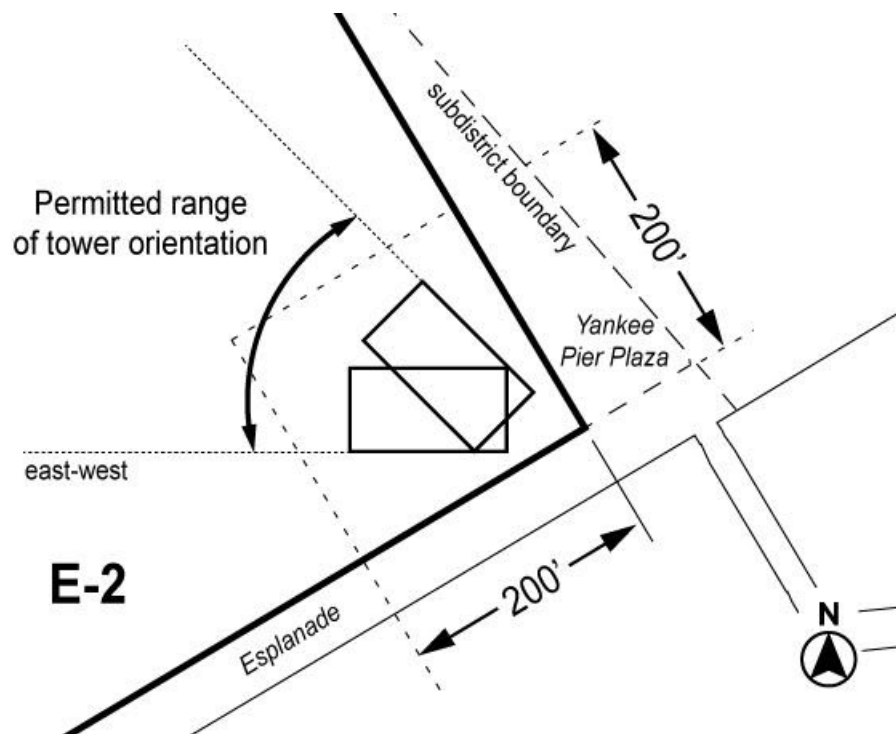 subdistrict boundary
Permitted range
of tower orientation
200’
Yankee
Pier Plaza
east-west
E-2
200’
Esplanade
N